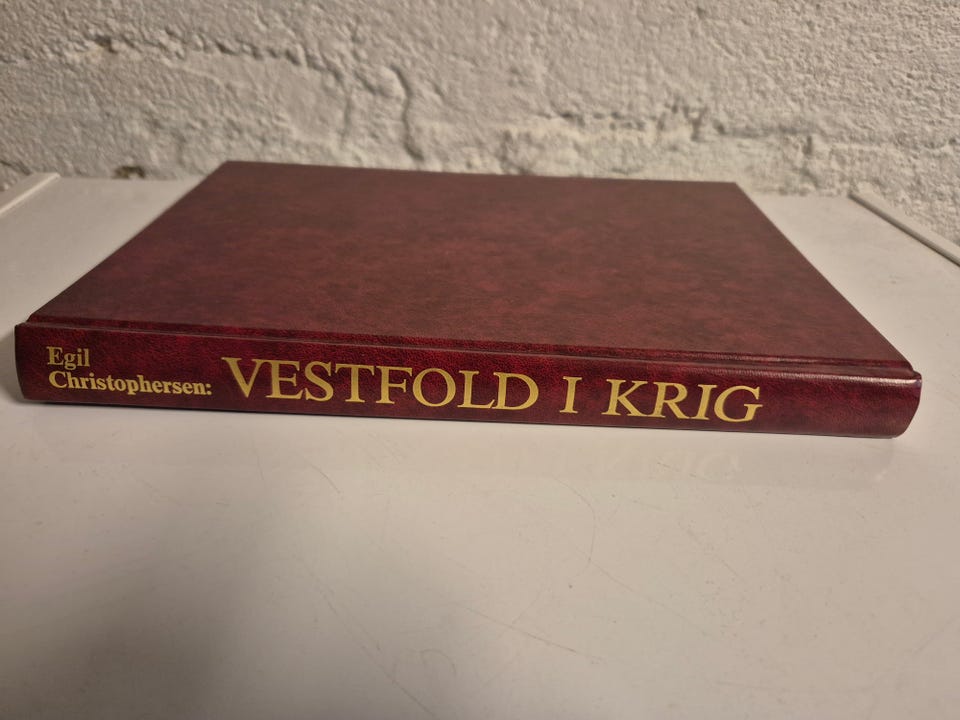 Egil
Christophersen:
VESTFOLD I KRIG